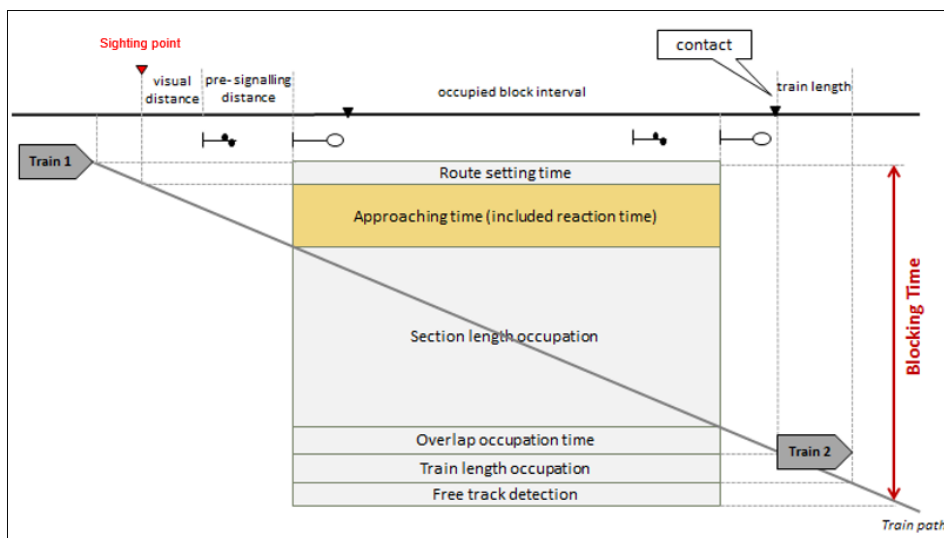 Sighting point
contact
visual
distance
pre-signalling
distance
occupied block interval
train length
Train 1
Route setting time
Approaching time (included reaction time)
Section length occupation
Blocking Time
Overlap occupation time
Train 2
Train length occupation
Free track detection
Train path